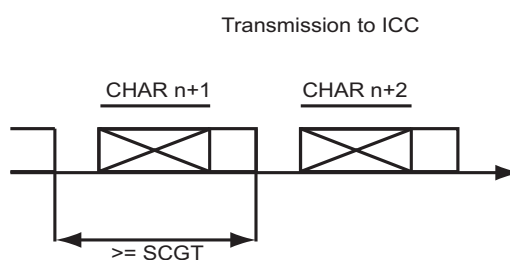 Transmission to ICC
CHAR n+1 CHAR n+2
>= SCGT